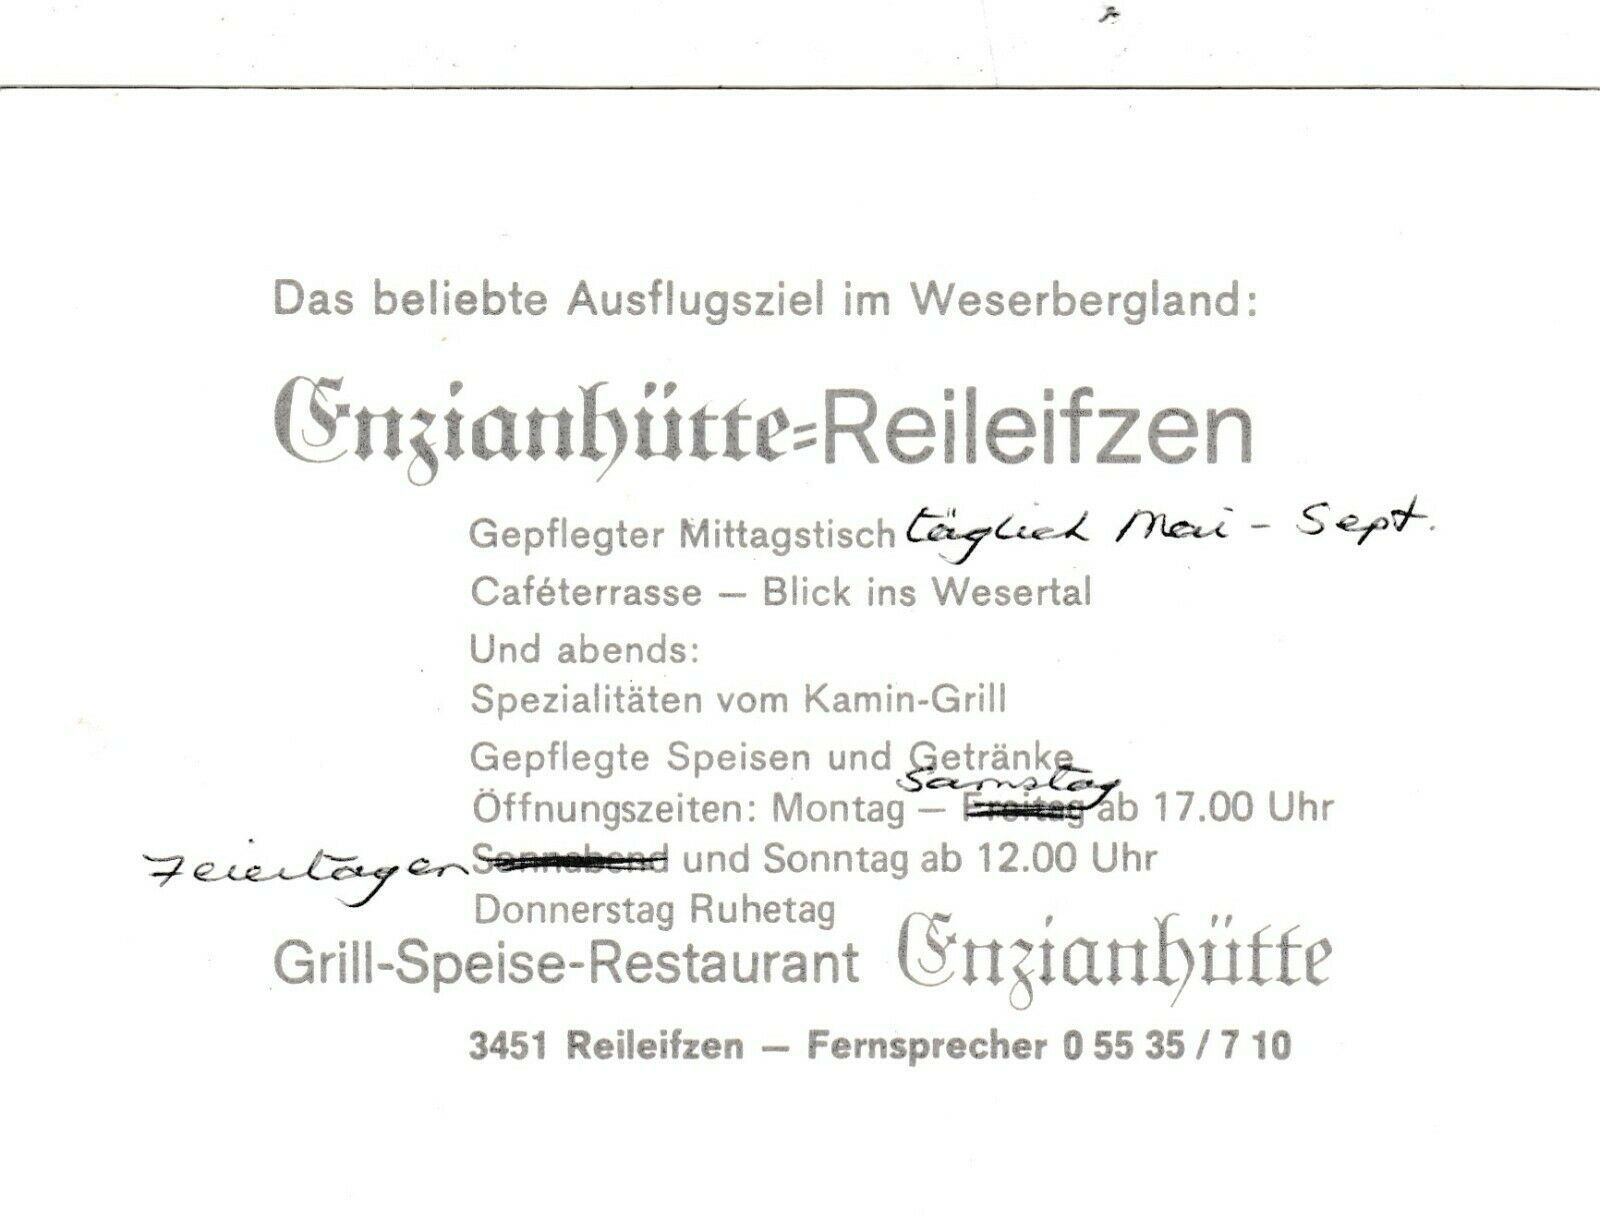 Das beliebte Ausflugsziel im Weserbergland:
Enzianhütte=Reileifzen
Gepflegter Mittagstisch täglich Mai - Sept.
Caféterrasse — Blick ins Wesertal
Und abends:
Spezialitäten vom Kamin-Grill
Gepflegte Speisen und Getränke
Samstag
Öffnungszeiten: Montag — Freitag ab 17.00 Uhr
Feiertagen Sonnabend und Sonntag ab 12.00 Uhr
Donnerstag Ruhetag
Grill-Speise-Restaurant Enzianhütte
3451 Reileifzen — Fernsprecher 0 55 35 / 7 10